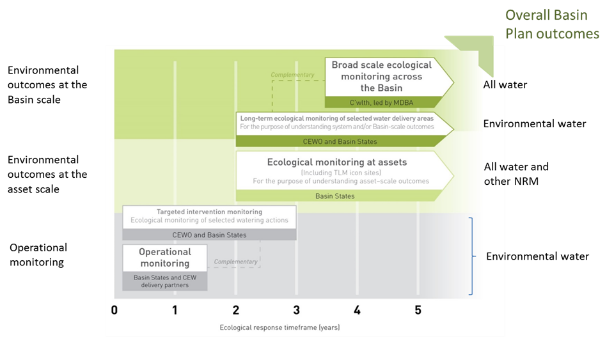 Overall Basin
Plan outcomes
Environmental
outcomes at the
Basin scale
Complementary
Broad scale ecological
monitoring across
the Basin
C'with, led by MDBA
All water
Long-term ecological monitoring of selected water delivery areas
For the purpose of understanding system and/or Basin-scale outcomes
CEWO and Basin States
Environmental water
Environmental
outcomes at the
asset scale
Ecological monitoring at assets
(Including TLM icon sites)
For the purpose of understanding asset-scale outcomes
Basin States
All water and
other NRM
Targeted intervention monitoring
Ecological monitoring of selected watering actions
CEWO and Basin States
Operational
monitoring
Operational
monitoring
Basin States and CEW
delivery partners
Complementary
Environmental water
0 1 2 3 4 5
Ecological response timeframe (years)